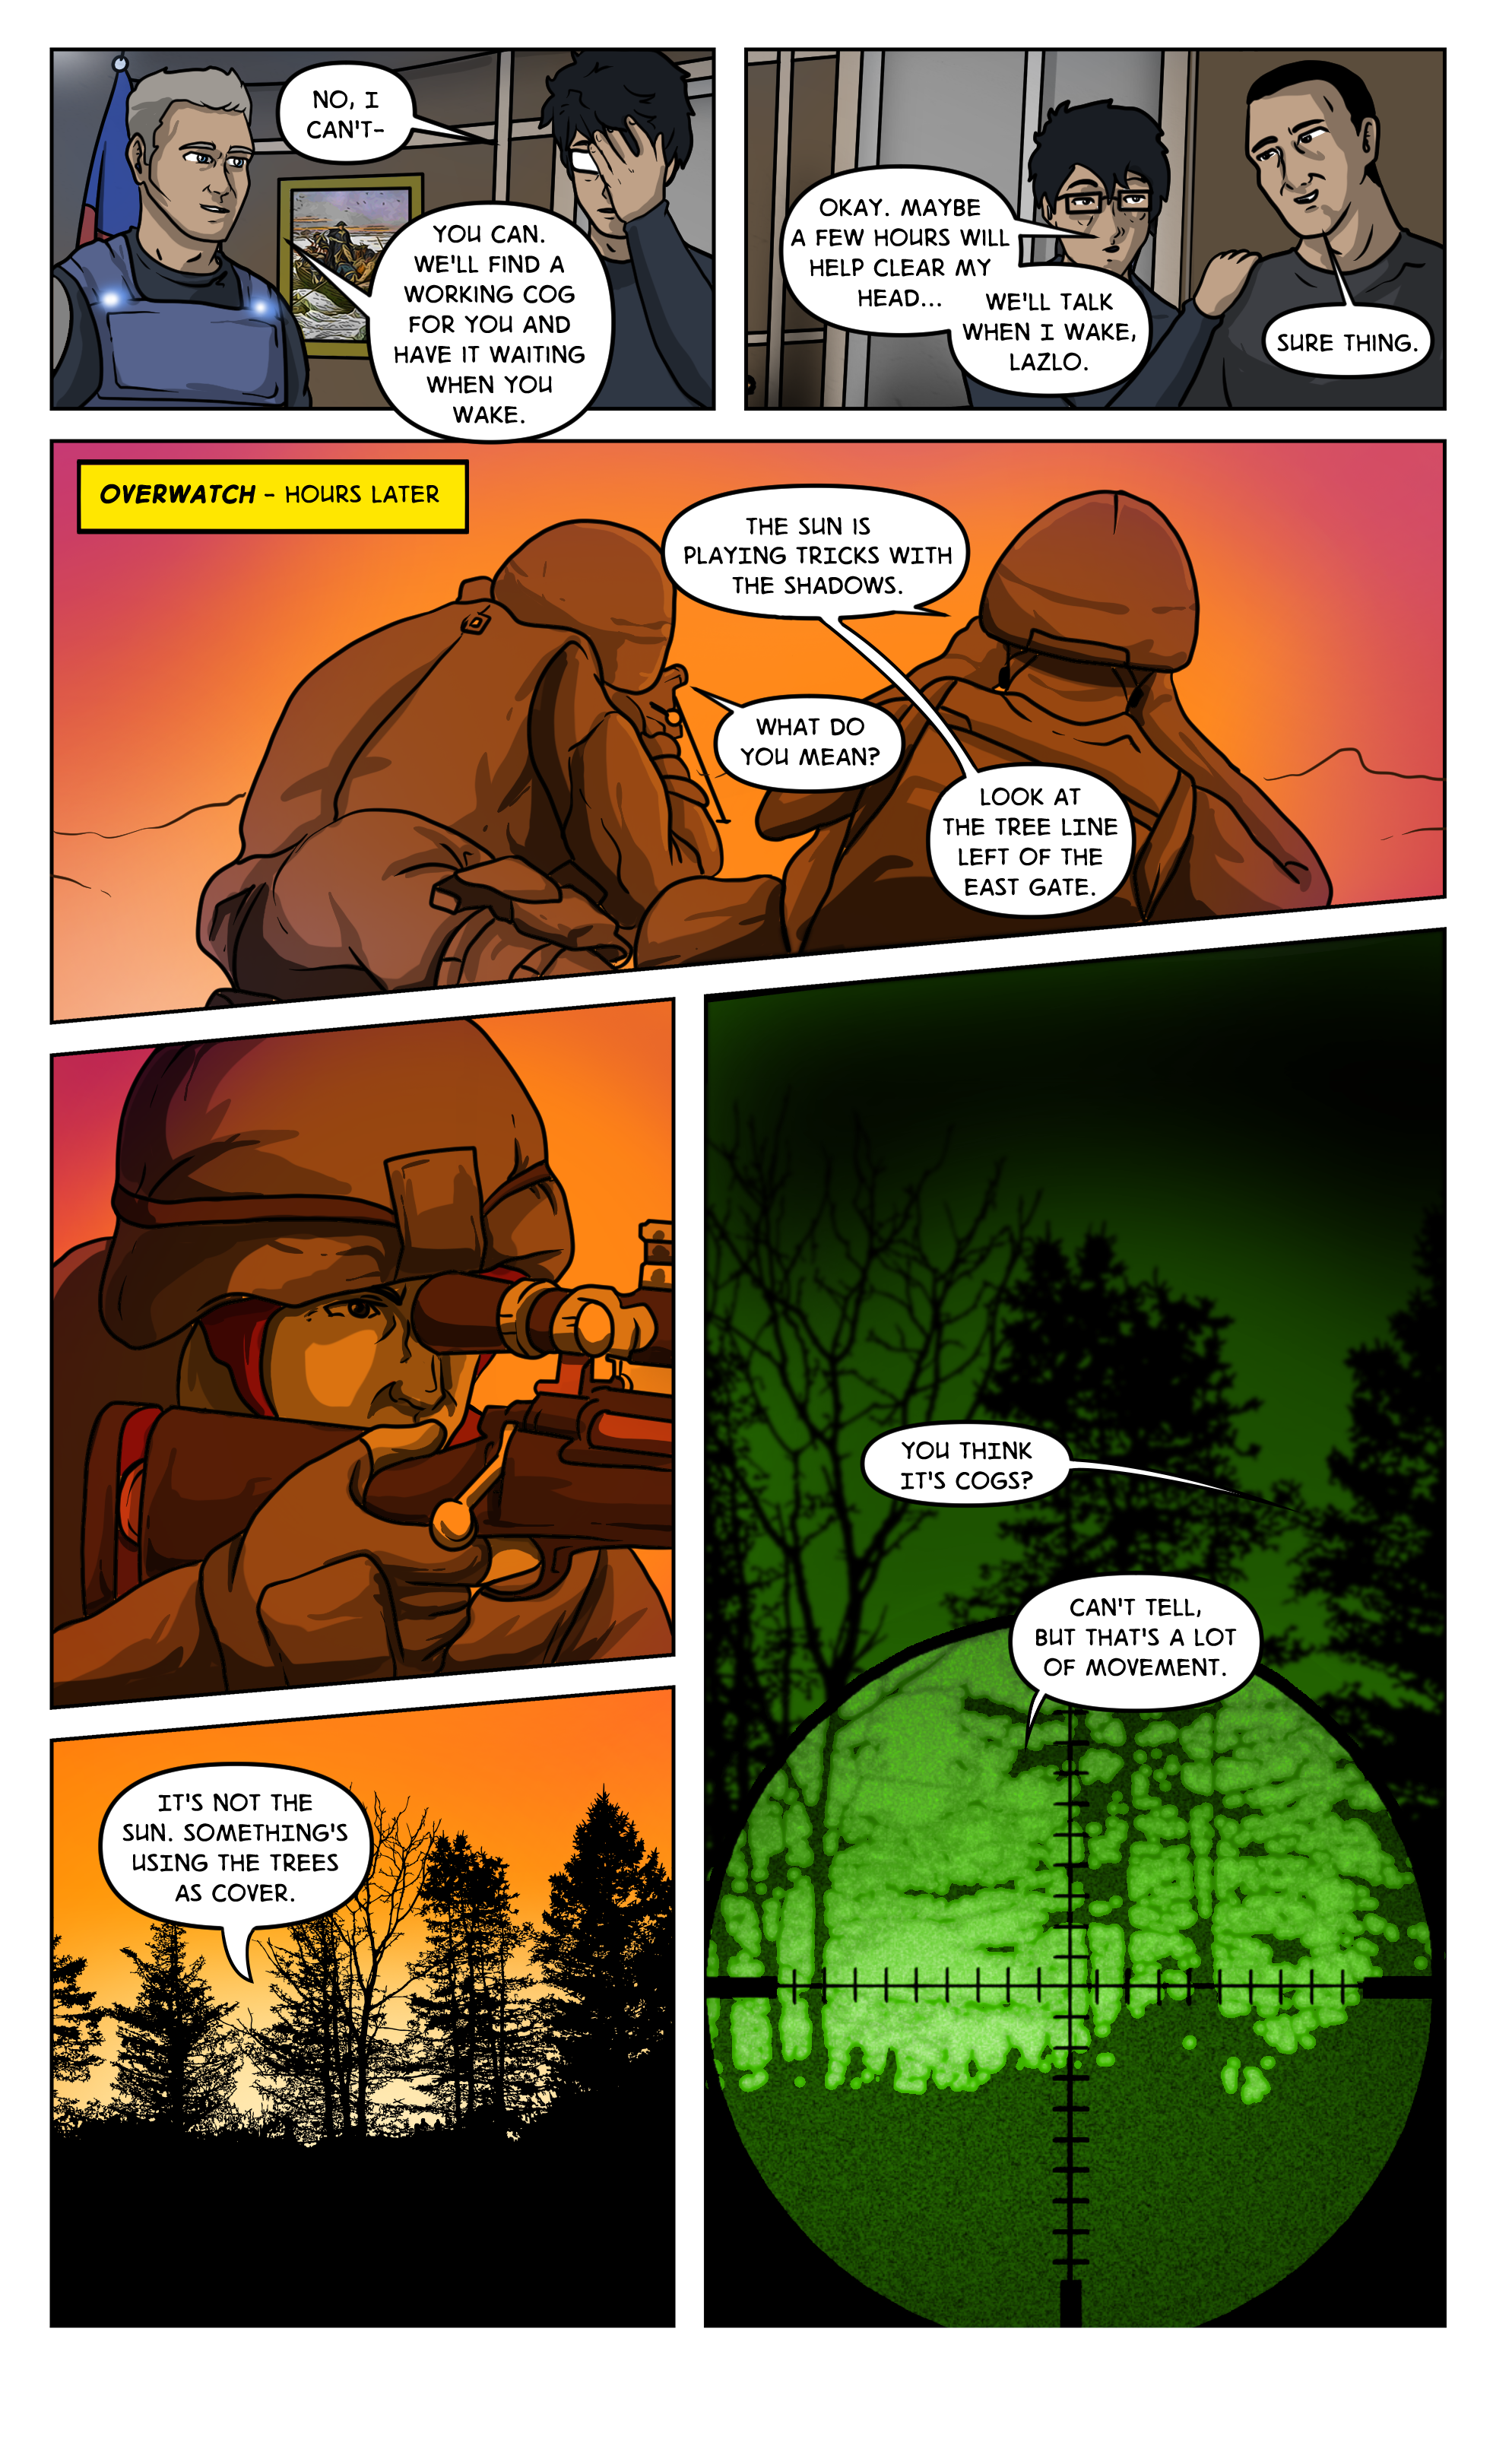 NO, I
CAN'T-
YOU CAN.
WE'LL FIND A
WORKING COG
FOR YOU AND
HAVE IT WAITING
WHEN YOU
WAKE.
OKAY. MAYBE
A FEW HOURS WILL
HELP CLEAR MY
HEAD...
WE'LL TALK
WHEN I WAKE,
LAZLO.
SURE THING.
OVERWATCH - HOURS LATER
THE SUN IS
PLAYING TRICKS WITH
THE SHADOWS.
WHAT DO
YOU MEAN?
LOOK AT
THE TREE LINE
LEFT OF THE
EAST GATE.
IT'S NOT THE
SUN. SOMETHING'S
USING THE TREES
AS COVER.
YOU THINK
IT'S COGS?
CAN'T TELL,
BUT THAT'S A LOT
OF MOVEMENT.